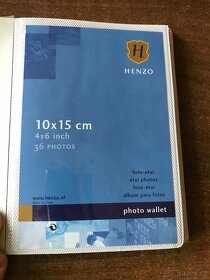 H
HENZO
10x15 cm
4x6 inch
36 PHOTOS
foto-etui
étui photos
foto-etui
álbum para fotos
www.henzo.nl
photo wallet